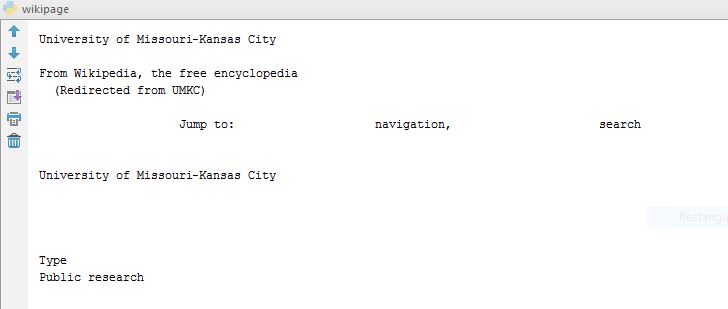 wikipage
University of Missouri-Kansas City
From Wikipedia, the free encyclopedia
(Redirected from UMKC)
Jump to: navigation, search
University of Missouri-Kansas City
Rectangu
Type
Public research